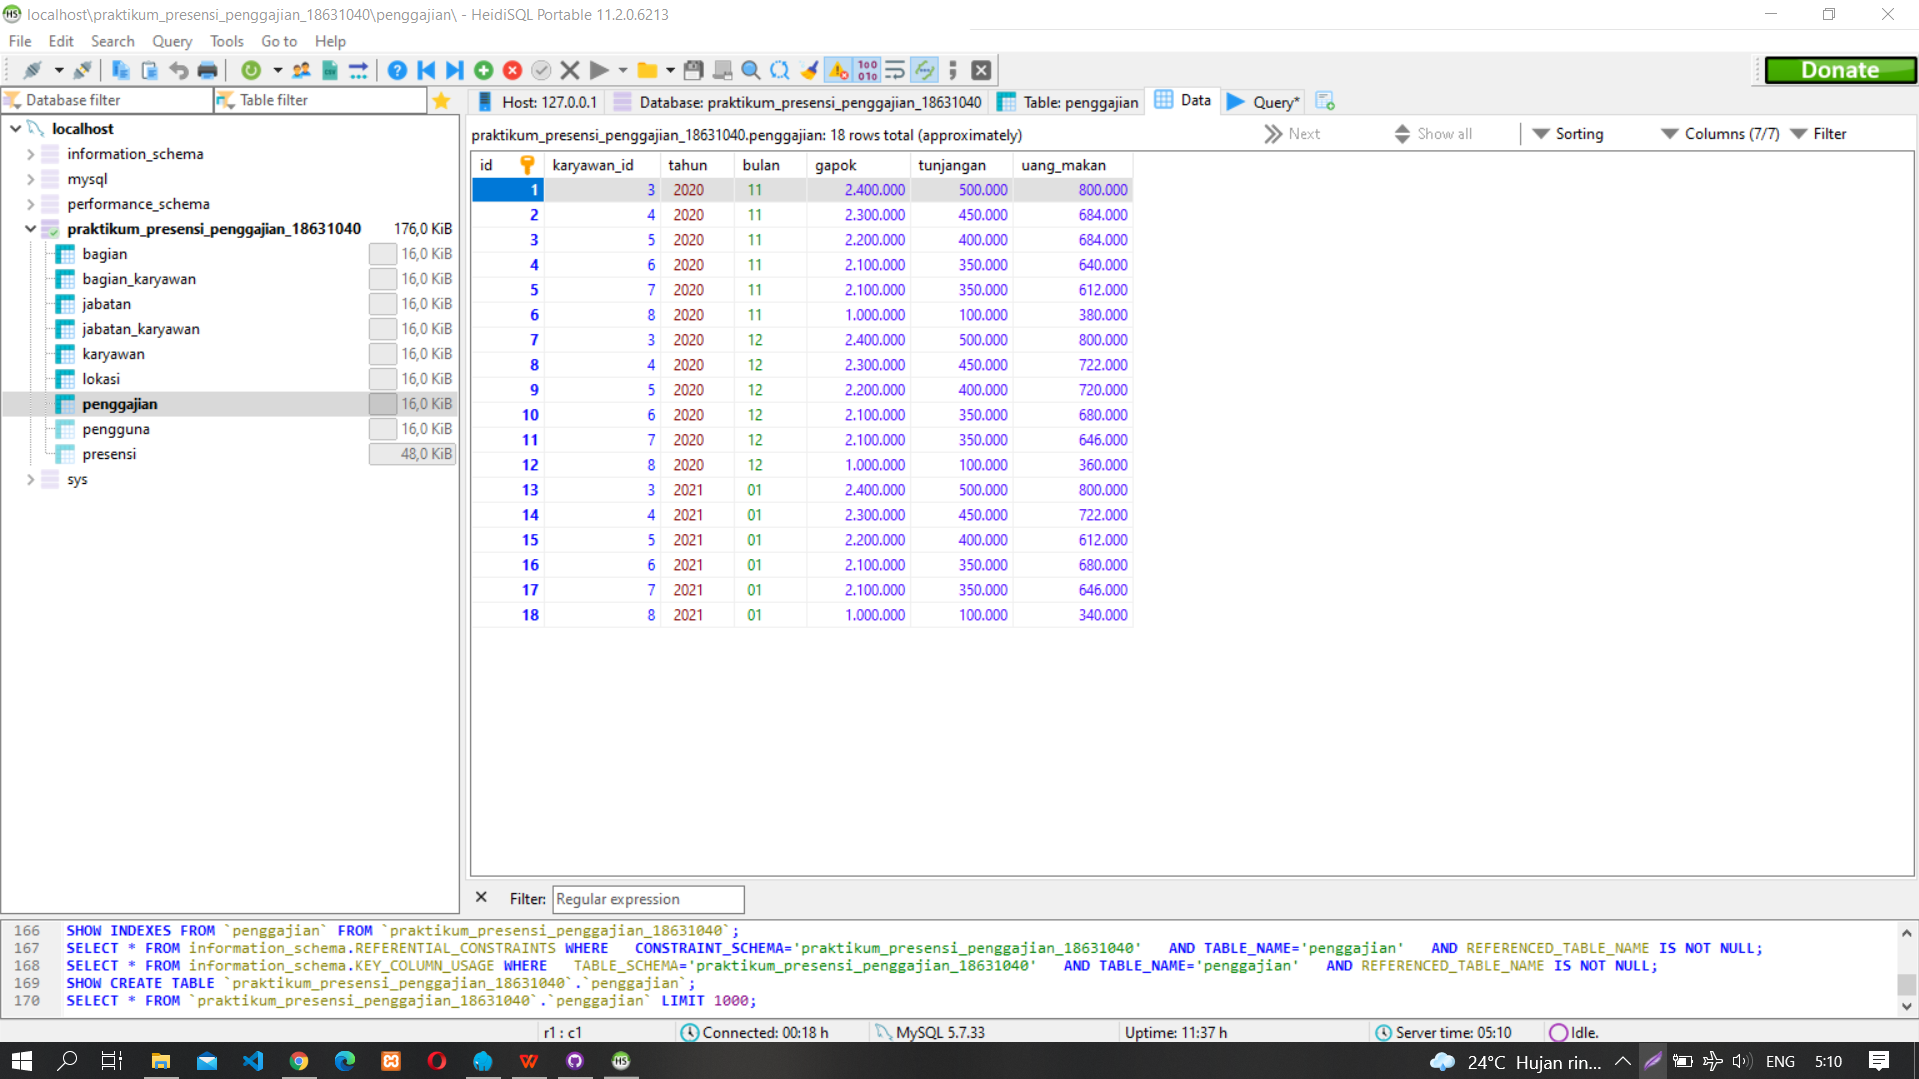 localhost\praktikum_presensi_penggajian_18631040\penggajian\ - HeidiSQL Portable 11.2.0.6213
File Edit Search Query Tools Go to Help
Donate
Database filter Table filter
Host: 127.0.0.1 Database: praktikum_presensi_penggajian_18631040 Table: penggajian Data Query*
localhost
information_schema
mysql
performance_schema
praktikum_presensi_penggajian_18631040 176,0 KiB
bagian 16,0 KiB
bagian_karyawan 16,0 KiB
jabatan 16,0 KiB
jabatan_karyawan 16,0 KiB
karyawan 16,0 KiB
lokasi 16,0 KiB
penggajian 16,0 KiB
pengguna 16,0 KiB
presensi 48,0 KiB
sys
praktikum_presensi_penggajian_18631040.penggajian: 18 rows total (approximately) Next Show all Sorting Columns (7/7) Filter
id karyawan_id tahun bulan gapok tunjangan uang_makan
1 3 2020 11 2.400.000 500.000 800.000
2 4 2020 11 2.300.000 450.000 684.000
3 5 2020 11 2.200.000 400.000 684.000
4 6 2020 11 2.100.000 350.000 640.000
5 7 2020 11 2.100.000 350.000 612.000
6 8 2020 11 1.000.000 100.000 380.000
7 3 2020 12 2.400.000 500.000 800.000
8 4 2020 12 2.300.000 450.000 722.000
9 5 2020 12 2.200.000 400.000 720.000
10 6 2020 12 2.100.000 350.000 680.000
11 7 2020 12 2.100.000 350.000 646.000
12 8 2020 12 1.000.000 100.000 360.000
13 3 2021 01 2.400.000 500.000 800.000
14 4 2021 01 2.300.000 450.000 722.000
15 5 2021 01 2.200.000 400.000 612.000
16 6 2021 01 2.100.000 350.000 680.000
17 7 2021 01 2.100.000 350.000 646.000
18 8 2021 01 1.000.000 100.000 340.000
Filter: Regular expression
166 SHOW INDEXES FROM `penggajian` FROM `praktikum_presensi_penggajian_18631040`;
167 SELECT * FROM information_schema.REFERENTIAL_CONSTRAINTS WHERE CONSTRAINT_SCHEMA='praktikum_presensi_penggajian_18631040' AND TABLE_NAME='penggajian' AND REFERENCED_TABLE_NAME IS NOT NULL;
168 SELECT * FROM information_schema.KEY_COLUMN_USAGE WHERE TABLE_SCHEMA='praktikum_presensi_penggajian_18631040' AND TABLE_NAME='penggajian' AND REFERENCED_TABLE_NAME IS NOT NULL;
169 SHOW CREATE TABLE `praktikum_presensi_penggajian_18631040`.`penggajian`;
170 SELECT * FROM `praktikum_presensi_penggajian_18631040`.`penggajian` LIMIT 1000;
r1 : c1 Connected: 00:18 h MySQL 5.7.33 Uptime: 11:37 h Server time: 05:10 Idle.
24°C Hujan rin... ENG 5:10